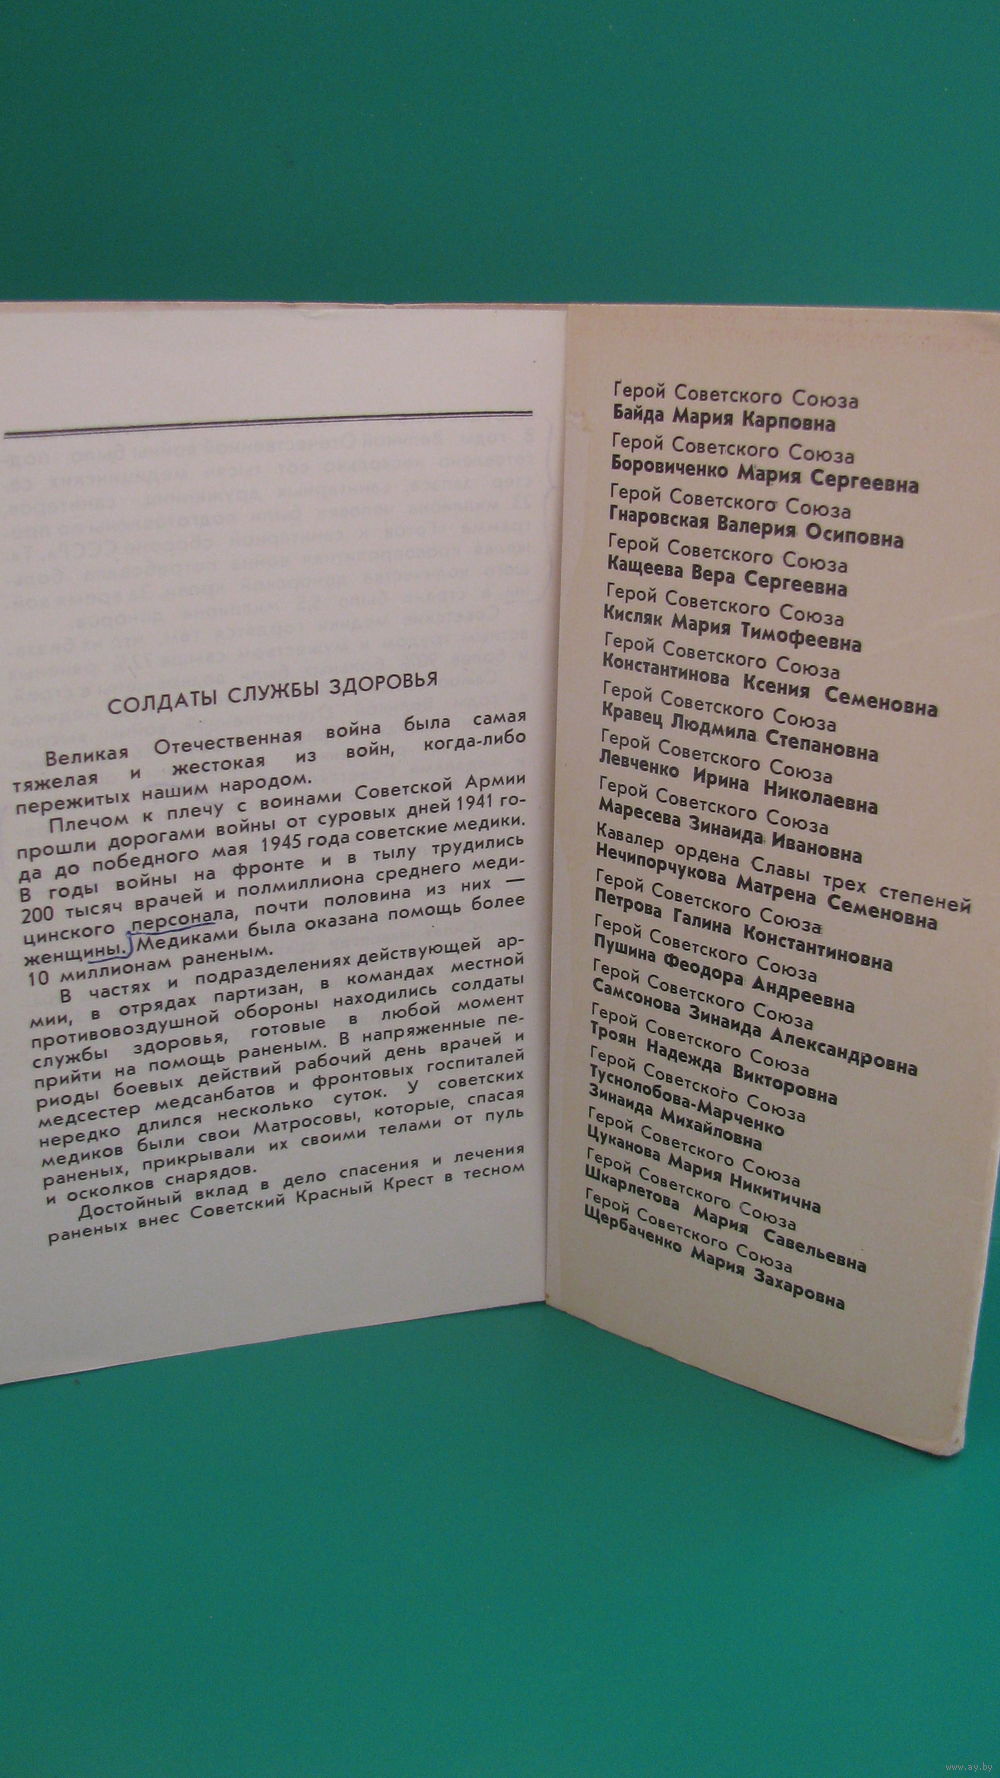 СОЛДАТЫ СЛУЖБЫ ЗДОРОВЬЯ
Великая Отечественная война была самая
тяжелая и жестокая из войн, когда-либо
пережитых нашим народом.
Плечом к плечу с воинами Советской Армии
прошли дорогами войны от суровых дней 1941 го-
да до победного мая 1945 года советские медики.
В годы войны на фронте и в тылу трудились
200 тысяч врачей и полмиллиона среднего меди-
цинского персонала, почти половина из них —
женщины. Медиками была оказана помощь более
10 миллионам раненым.
В частях и подразделениях действующей ар-
мии, в отрядах партизан, в командах местной
противовоздушной обороны находились солдаты
службы здоровья, готовые в любой момент
прийти на помощь раненым. В напряженные пе-
риоды боевых действий рабочий день врачей и
медсестер медсанбатов и фронтовых госпиталей
нередко длился несколько суток. У советских
медиков были свои Матросовы, которые, спасая
раненых, прикрывали их своими телами от пуль
и осколков снарядов.
Достойный вклад в дело спасения и лечения
раненых внес Советский Красный Крест в тесном
Герой Советского Союза
Байда Мария Карповна
Герой Советского Союза
Боровиченко Мария Сергеевна
Герой Советского Союза
Гнаровская Валерия Осиповна
Герой Советского Союза
Кащеева Вера Сергеевна
Герой Советского Союза
Кисляк Мария Тимофеевна
Герой Советского Союза
Константинова Ксения Семеновна
Герой Советского Союза
Кравец Людмила Степановна
Герой Советского Союза
Левченко Ирина Николаевна
Герой Советского Союза
Маресева Зинаида Ивановна
Кавалер ордена Славы трех степеней
Нечипорчукова Матрена Семеновна
Герой Советского Союза
Петрова Галина Константиновна
Герой Советского Союза
Пушина Феодора Андреевна
Герой Советского Союза
Самсонова Зинаида Александровна
Герой Советского Союза
Троян Надежда Викторовна
Герой Советского Союза
Туснолобова-Марченко
Зинаида Михайловна
Герой Советского Союза
Цуканова Мария Никитична
Герой Советского Союза
Шкарлетова Мария Савельевна
Герой Советского Союза
Щербаченко Мария Захаровна
www.ay.by